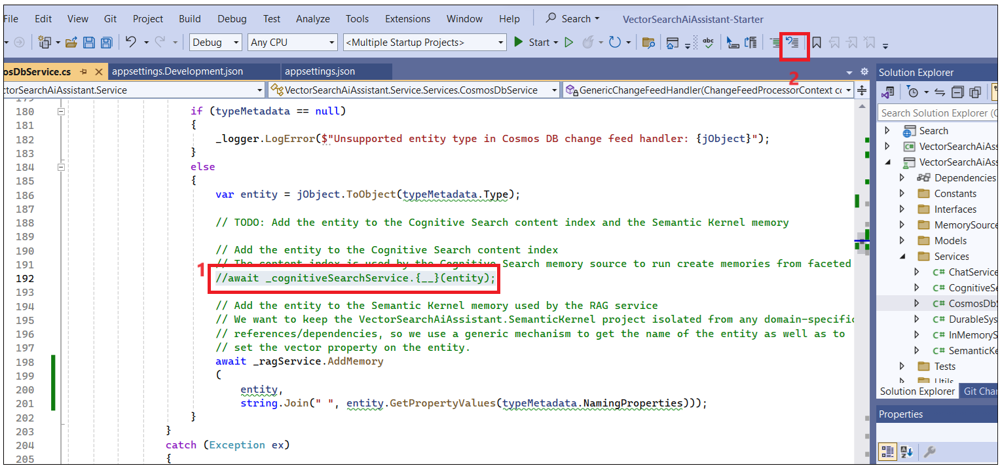 File Edit View Git Project Build Debug Test Analyze Tools Extensions Window Help Search VectorSearchAiAssistant-Starter
Debug Any CPU <Multiple Startup Projects> Start abc
2
osDbService.cs appsettings.Development.json appsettings.json
ctorSearchAiAssistant.Service VectorSearchAiAssistant.Service.Services.CosmosDbService GenericChangeFeedHandler(ChangeFeedProcessorContext cc
180 if (typeMetadata == null)
181 {
182 _logger.LogError($"Unsupported entity type in Cosmos DB change feed handler: {jObject}");
183 }
184 else
185 {
186 var entity = jObject.ToObject(typeMetadata.Type);
187
188 // TODO: Add the entity to the Cognitive Search content index and the Semantic Kernel memory
189
190 // Add the entity to the Cognitive Search content index
191 // The content index is used by the Cognitive Search memory source to run create memories from faceted
1
192 //await _cognitiveSearchService.{__}(entity);
193
194 // Add the entity to the Semantic Kernel memory used by the RAG service
195 // We want to keep the VectorSearchAiAssistant.SemanticKernel project isolated from any domain-specific
196 // references/dependencies, so we use a generic mechanism to get the name of the entity as well as to
197 // set the vector property on the entity.
198 await _ragService.AddMemory
199 (
200 entity,
201 string.Join(" ", entity.GetPropertyValues(typeMetadata.NamingProperties)));
202 }
203 }
204 catch (Exception ex)
205 {
Solution Explorer
Search Solution Explorer (C
Search
C# VectorSearchAiAss
VectorSearchAiAss
Dependencies
Constants
Interfaces
MemorySource
Models
Services
C# ChatService
C# CognitiveSe
C# CosmosDbS
C# DurableSys
C# InMemoryS
C# SemanticKe
Tests
Utils
Solution Explorer Git Chan
Properties